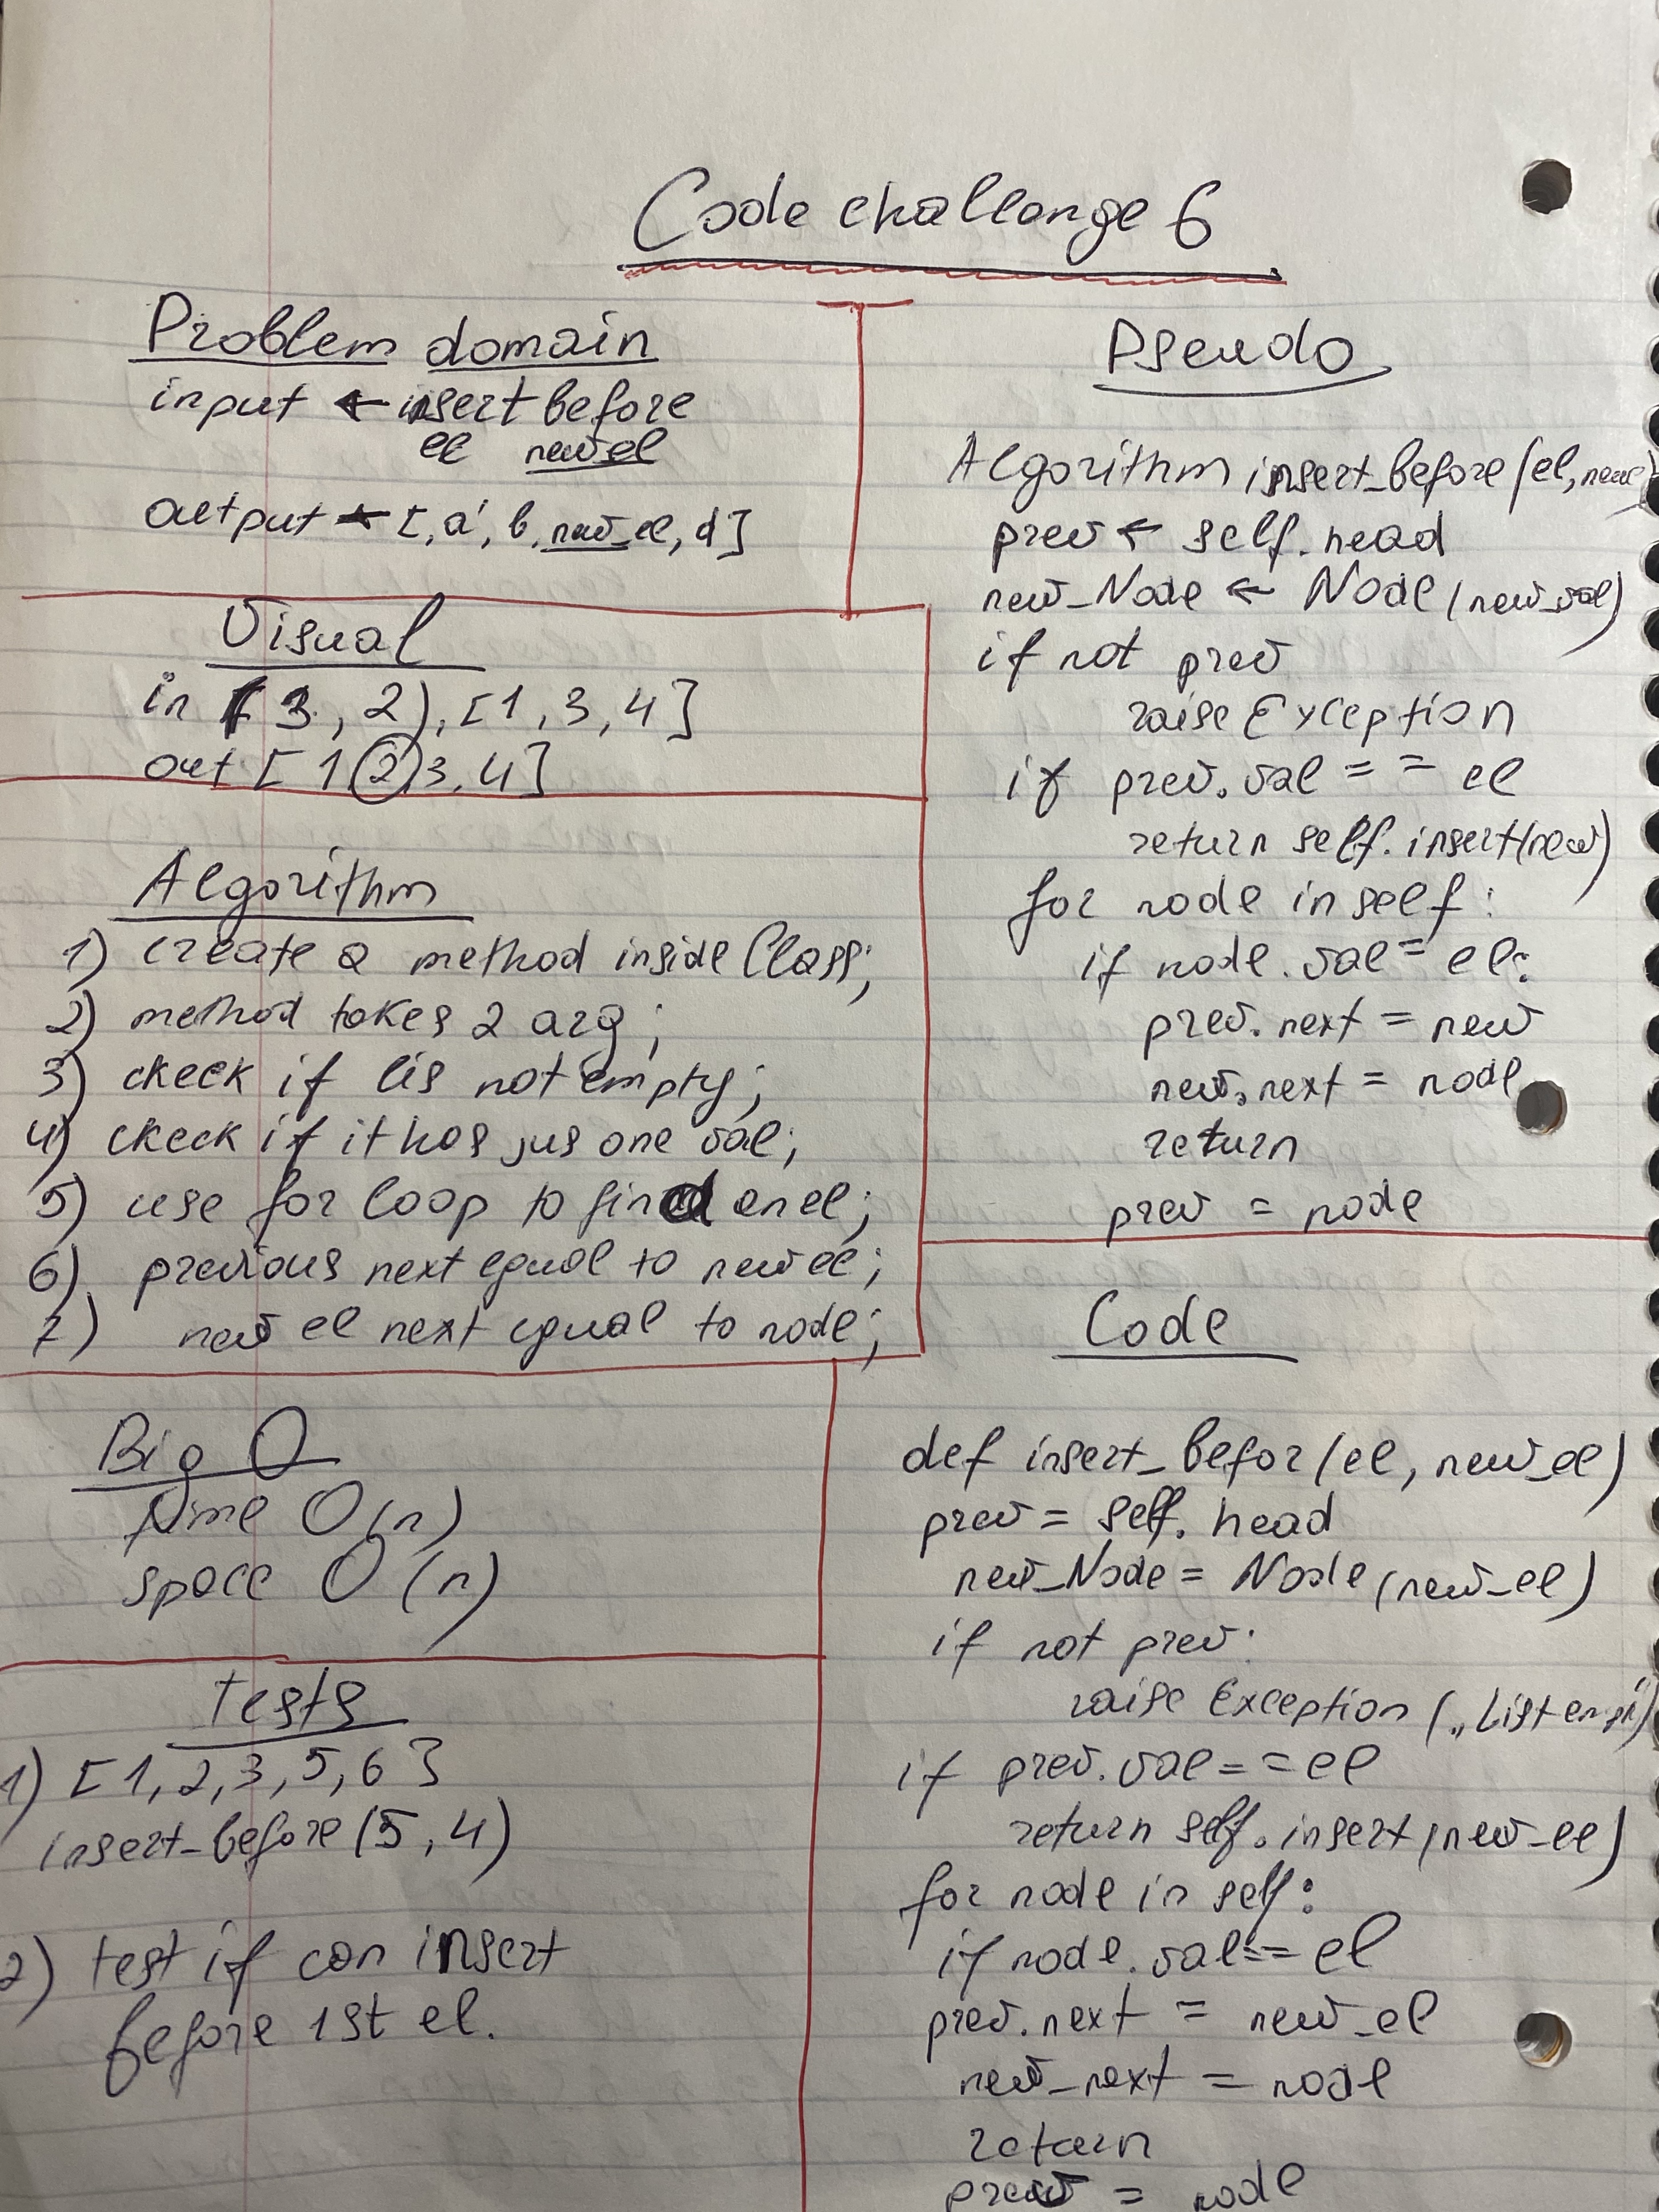 Code challenge 6
Problem domain
input ← insert before
el new el
output ← [, a', b, new_el, d]
Visual
in (3, 2), [1, 3, 4]
out [1 2 3, 4]
Algorithm
1) create a method inside Class;
2) method takes 2 arg;
3) ckeck if lis not empty;
4) ckeck if it has jus one val;
5) use for loop to find an el;
6) previous next equal to new el;
7) new el next equal to node;
Big O
time O(n)
space O(n)
Tests
1) [1, 2, 3, 5, 6]
insert_before(5, 4)
2) test if can insert
before 1st el.
Pseudo
Algorithm insert_before(el, new)
prev ← self.head
new_Node ← Node(new_val)
if not prev
raise Exception
if prev.val == el
return self.insert(new)
for node in self:
if node.val = el:
prev.next = new
new.next = node
return
prev = node
Code
def insert_befor(el, new_el)
prev = self.head
new_Node = Node(new_el)
if not prev:
raise Exception („List
if prev.val == el
return self.insert(new_el)
for node in self:
if node.val == el
prev.next = new_el
new_next = node
return
prev = node